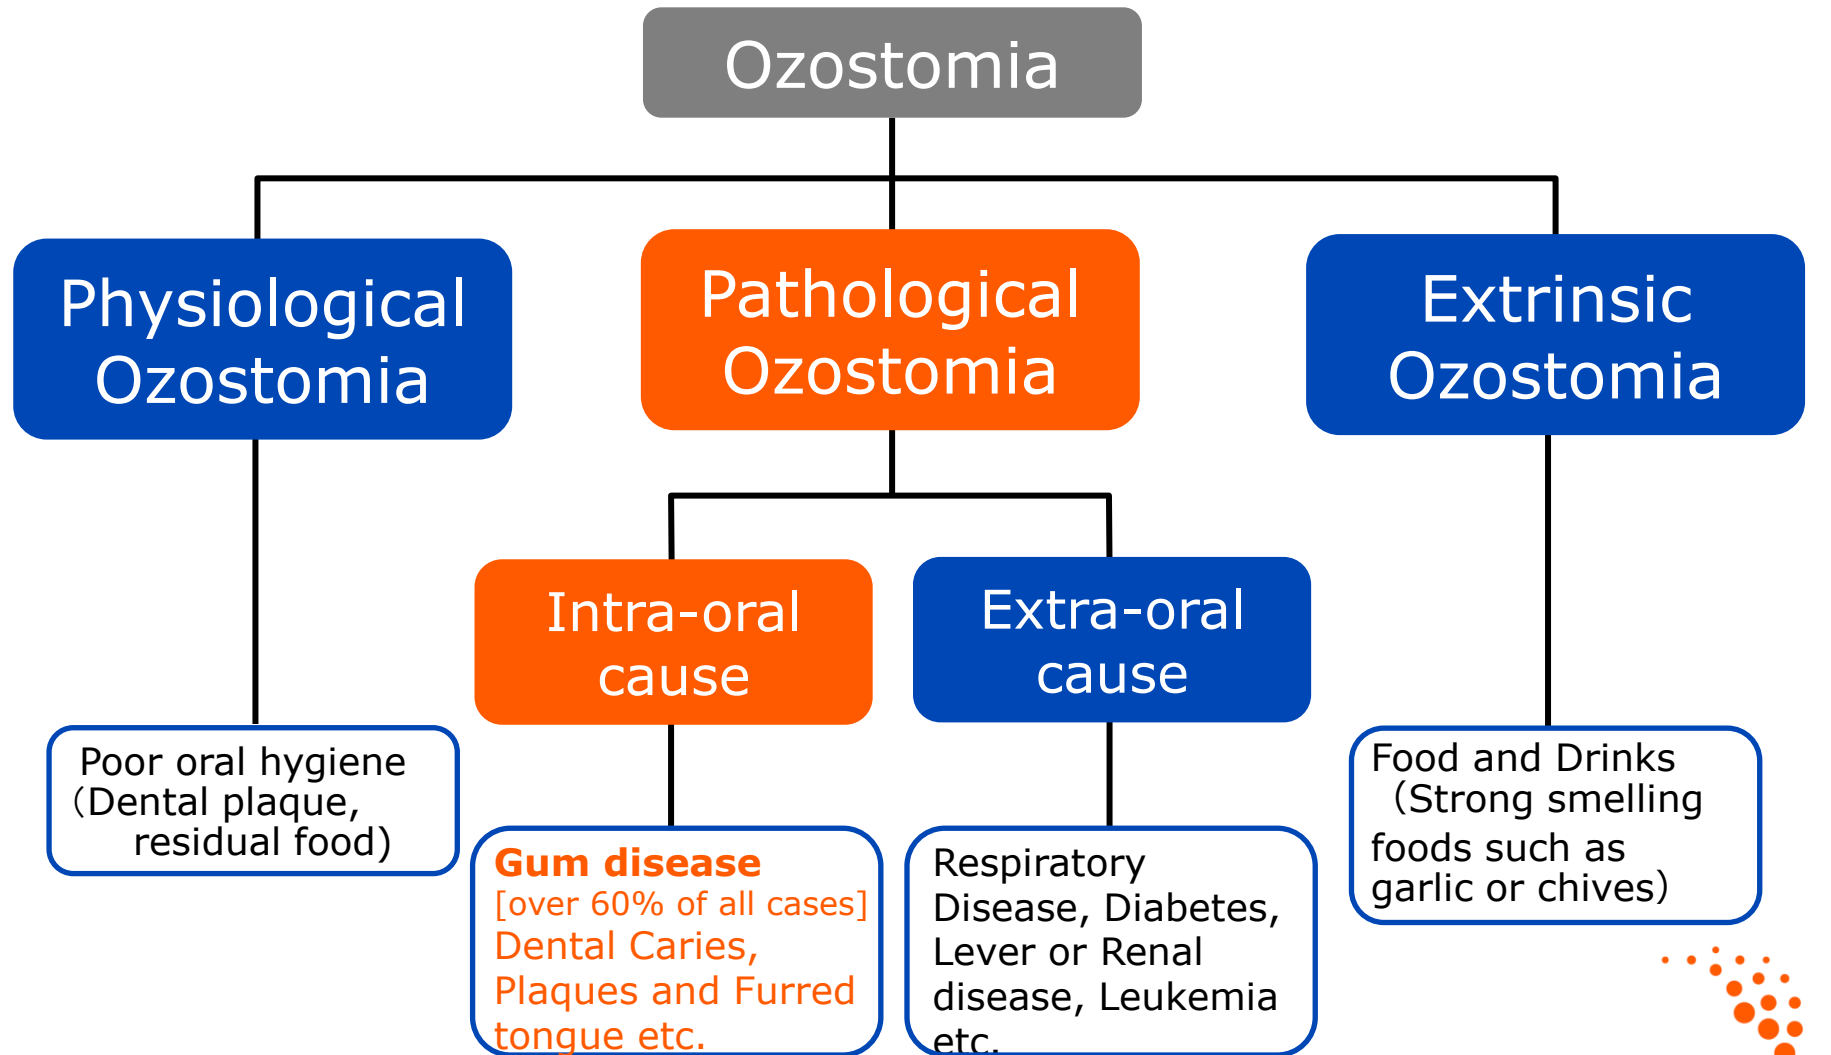 Ozostomia
Physiological
Ozostomia
Pathological
Ozostomia
Extrinsic
Ozostomia
Intra-oral
cause
Extra-oral
cause
Poor oral hygiene
（Dental plaque,
residual food)
Gum disease
[over 60% of all cases]
Dental Caries,
Plaques and Furred
tongue etc.
Respiratory
Disease, Diabetes,
Lever or Renal
disease, Leukemia
etc.
Food and Drinks
（Strong smelling
foods such as
garlic or chives）